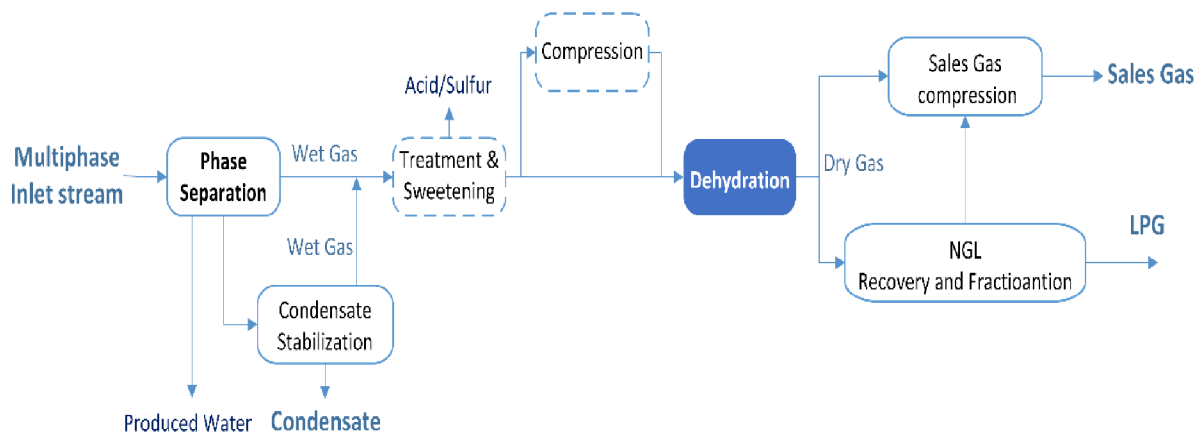 Multiphase
Inlet stream
Phase
Separation
Wet Gas
Wet Gas
Condensate
Stabilization
Produced Water
Condensate
Acid/Sulfur
Treatment &
Sweetening
Compression
Dehydration
Dry Gas
Sales Gas
compression
Sales Gas
NGL
Recovery and Fractioantion
LPG